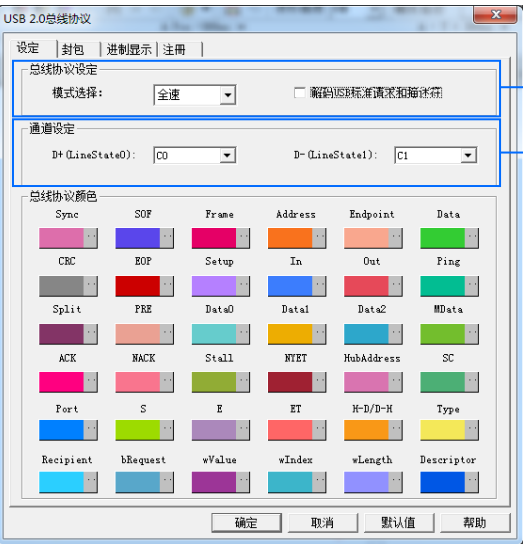 USB 2.0总线协议
设定 封包 进制显示 注册
总线协议设定
模式选择: 全速 解码USB标准请求和描述符
通道设定
D+(LineState0): C0 D-(LineState1): C1
总线协议颜色
Sync SOF Frame Address Endpoint Data
CRC EOP Setup In Out Ping
Split PRE Data0 Data1 Data2 MData
ACK NACK Stall NYET HubAddress SC
Port S E ET H-D/D-H Type
Recipient bRequest wValue wIndex wLength Descriptor
确定 取消 默认值 帮助